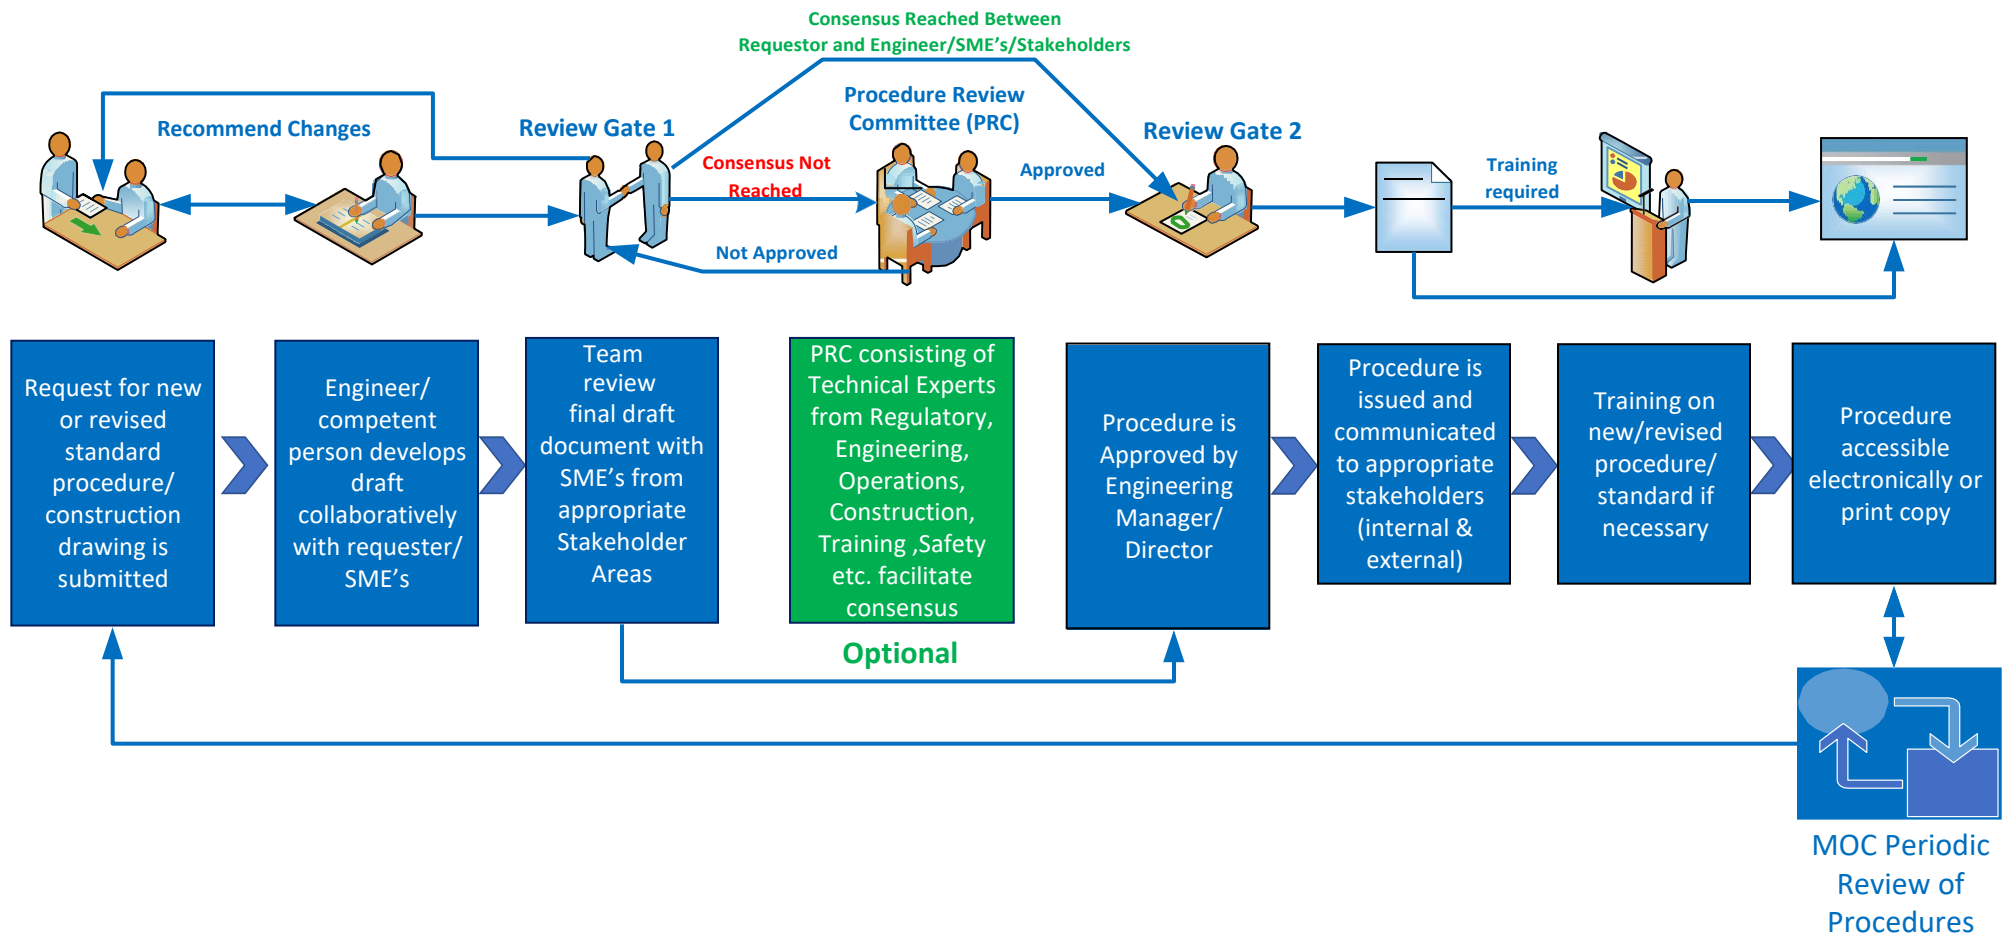 Consensus Reached Between
Requestor and Engineer/SME's/Stakeholders
Recommend Changes
Review Gate 1
Consensus Not
Reached
Procedure Review
Committee (PRC)
Approved
Not Approved
Review Gate 2
Training
required
Request for new
or revised
standard
procedure/
construction
drawing is
submitted
Engineer/
competent
person develops
draft
collaboratively
with requester/
SME's
Team
review
final draft
document with
SME's from
appropriate
Stakeholder
Areas
PRC consisting of
Technical Experts
from Regulatory,
Engineering,
Operations,
Construction,
Training ,Safety
etc. facilitate
consensus
Optional
Procedure is
Approved by
Engineering
Manager/
Director
Procedure is
issued and
communicated
to appropriate
stakeholders
(internal &
external)
Training on
new/revised
procedure/
standard if
necessary
Procedure
accessible
electronically or
print copy
MOC Periodic
Review of
Procedures